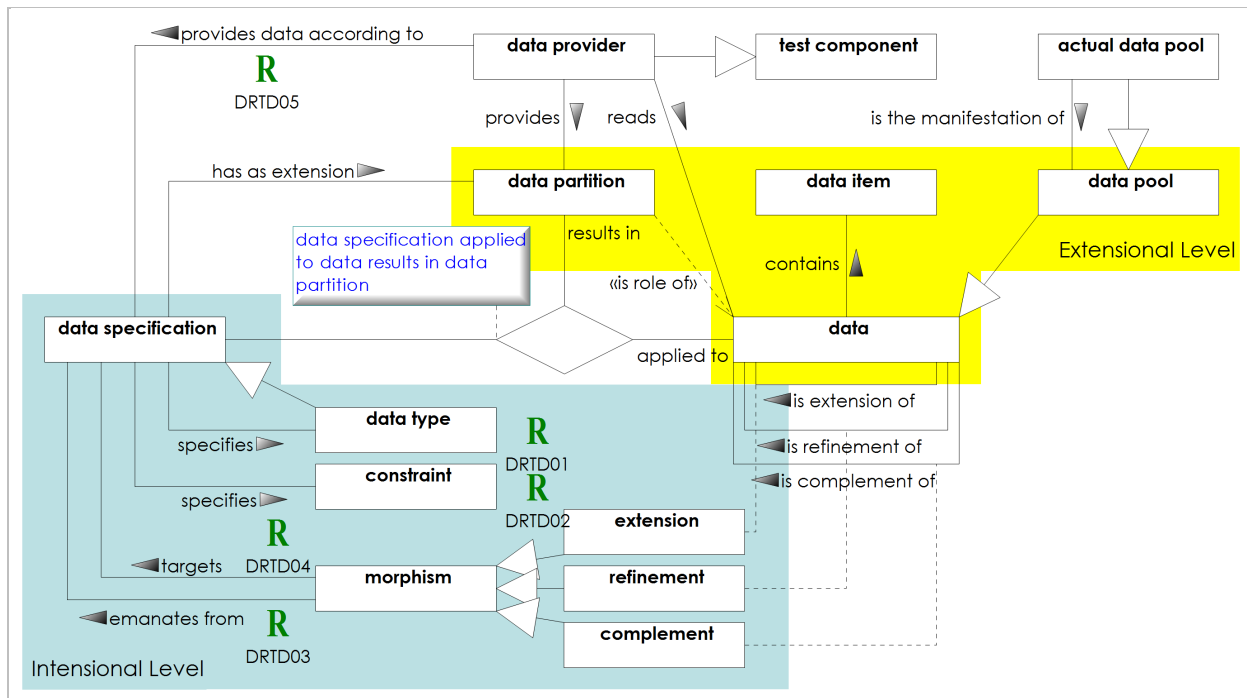 provides data according to
data provider
test component
actual data pool
R
DRTD05
provides
reads
is the manifestation of
has as extension
data partition
data item
data pool
data specification applied
to data results in data
partition
results in
contains
Extensional Level
«is role of»
data specification
applied to
data
data type
is extension of
specifies
R
DRTD01
is refinement of
constraint
specifies
R
DRTD02
is complement of
extension
R
DRTD04
targets
morphism
refinement
emanates from
R
DRTD03
complement
Intensional Level